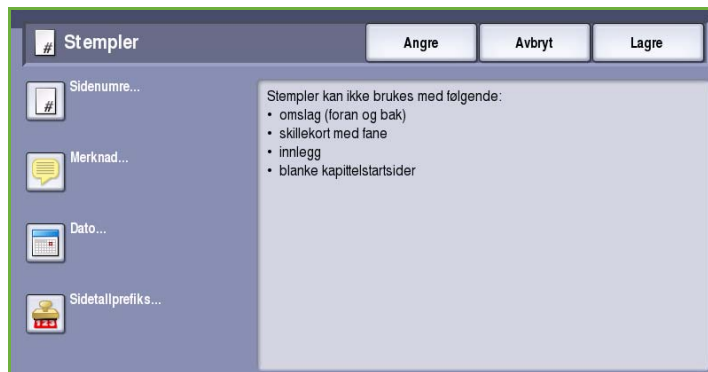 Stempler
Angre
Avbryt
Lagre
Sidenumre...
Merknad...
Dato...
Sidetallprefiks...
Stempler kan ikke brukes med følgende:
• omslag (foran og bak)
• skillekort med fane
• innlegg
• blanke kapittelstartsider